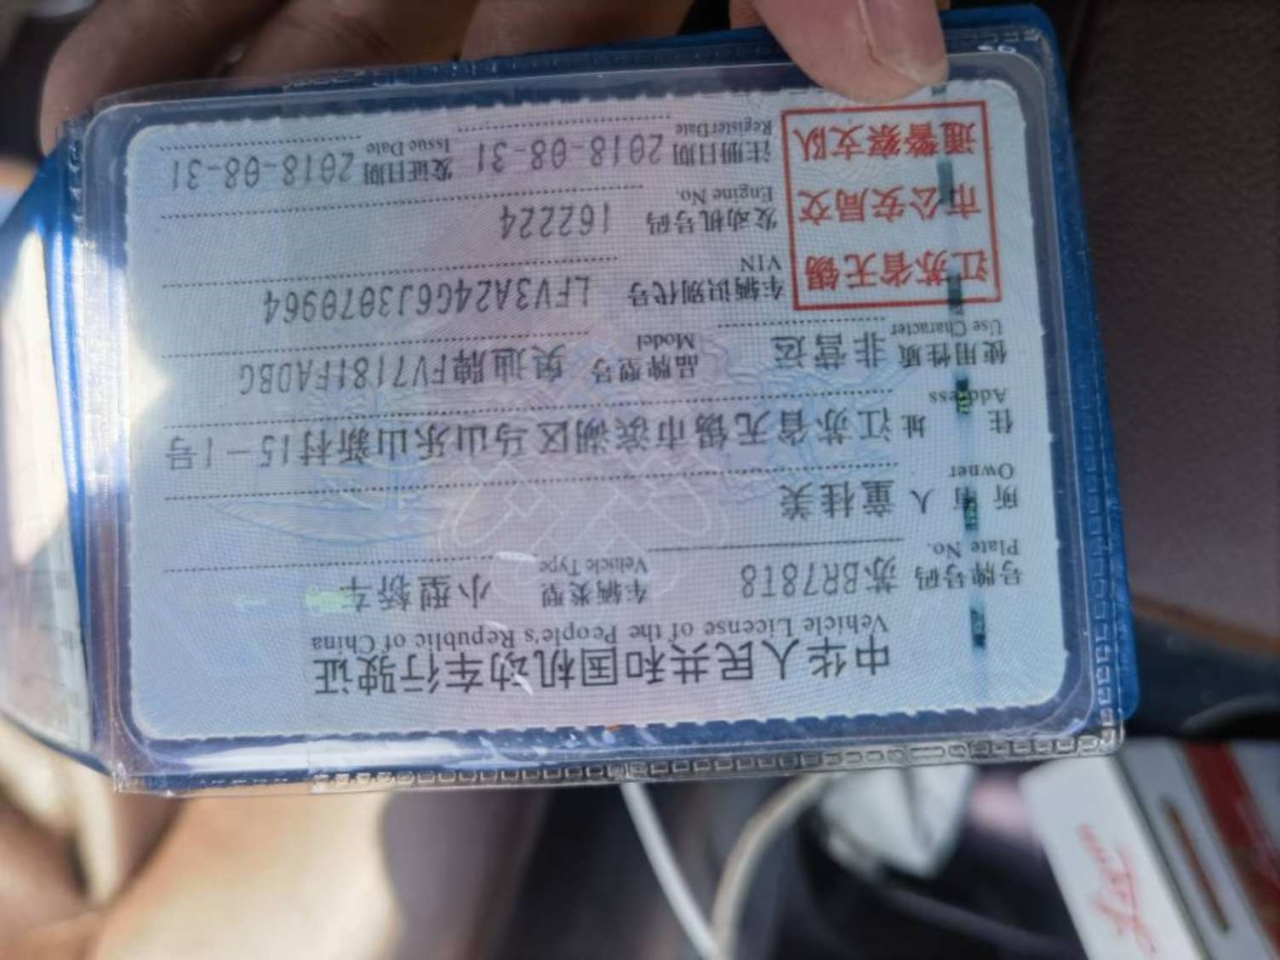 中华人民共和国机动车行驶证
Vehicle License of the People's Republic of China
号牌号码 苏BR7818 车辆类型 小型轿车
Plate No. Vehicle Type
所有人 童桂美
Owner
住址 江苏省无锡市滨湖区马山乐山新村15-1号
Address
使用性质 非营运 品牌型号 奥迪牌FV7181FADBG
Use Character Model
江苏省无锡
市公安局交
通警察支队
车辆识别代号 LFV3A24G6J3070964
VIN
发动机号码 162224
Engine No.
注册日期 2018-08-31 发证日期 2018-08-31
Register Date Issue Date